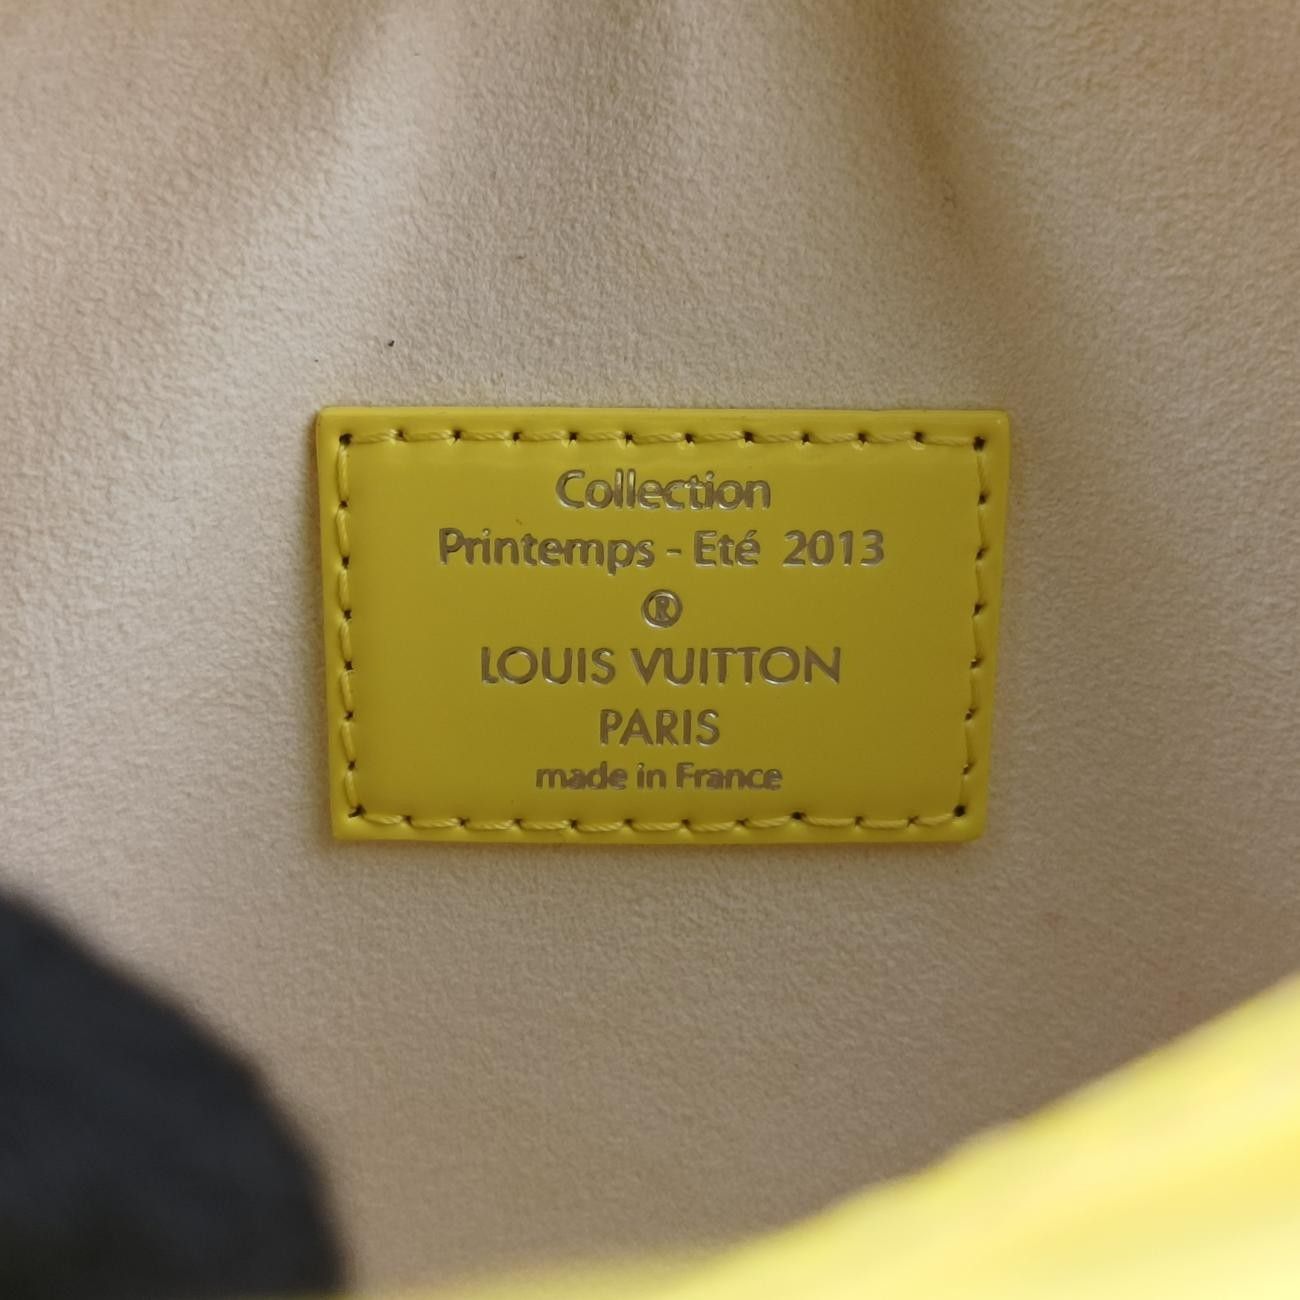 Collection
Printemps - Eté 2013
®
LOUIS VUITTON
PARIS
made in France